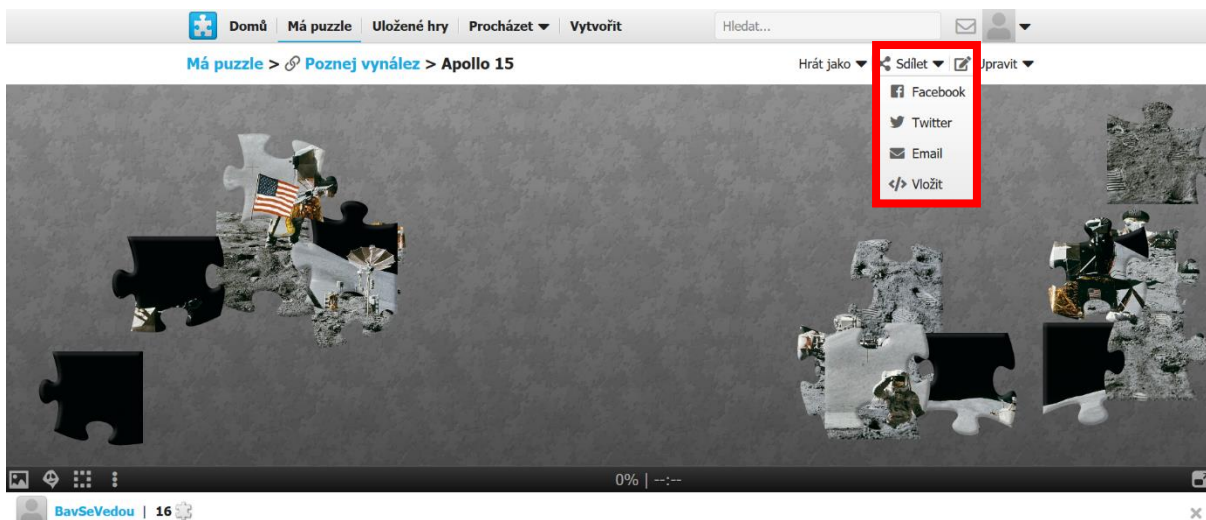 Domů Má puzzle Uložené hry Procházet Vytvořit Hledat...
Má puzzle > Poznej vynález > Apollo 15 Hrát jako Sdílet Upravit
Facebook
Twitter
Email
</> Vložit
0% | --:--
BavSeVedou | 16